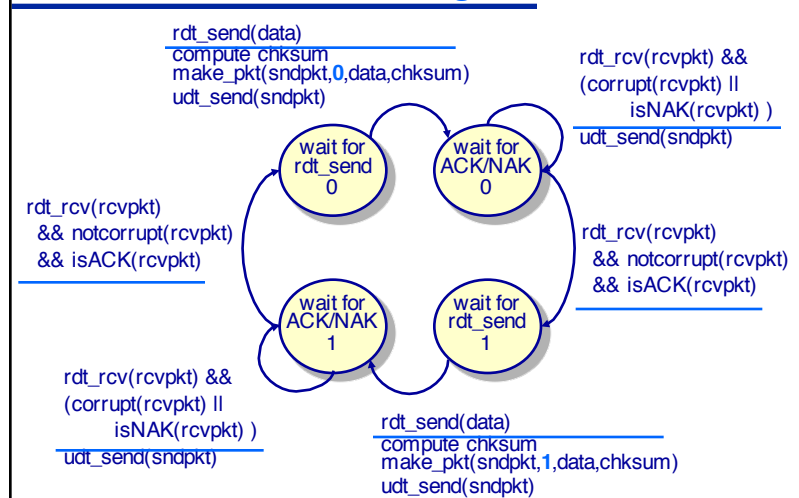 rdt_send(data)
compute chksum
make_pkt(sndpkt,0,data,chksum)
udt_send(sndpkt)
rdt_rcv(rcvpkt) &&
(corrupt(rcvpkt) ||
isNAK(rcvpkt) )
udt_send(sndpkt)
wait for
rdt_send
0
wait for
ACK/NAK
0
rdt_rcv(rcvpkt)
&& notcorrupt(rcvpkt)
&& isACK(rcvpkt)
rdt_rcv(rcvpkt)
&& notcorrupt(rcvpkt)
&& isACK(rcvpkt)
wait for
ACK/NAK
1
wait for
rdt_send
1
rdt_rcv(rcvpkt) &&
(corrupt(rcvpkt) ||
isNAK(rcvpkt) )
udt_send(sndpkt)
rdt_send(data)
compute chksum
make_pkt(sndpkt,1,data,chksum)
udt_send(sndpkt)